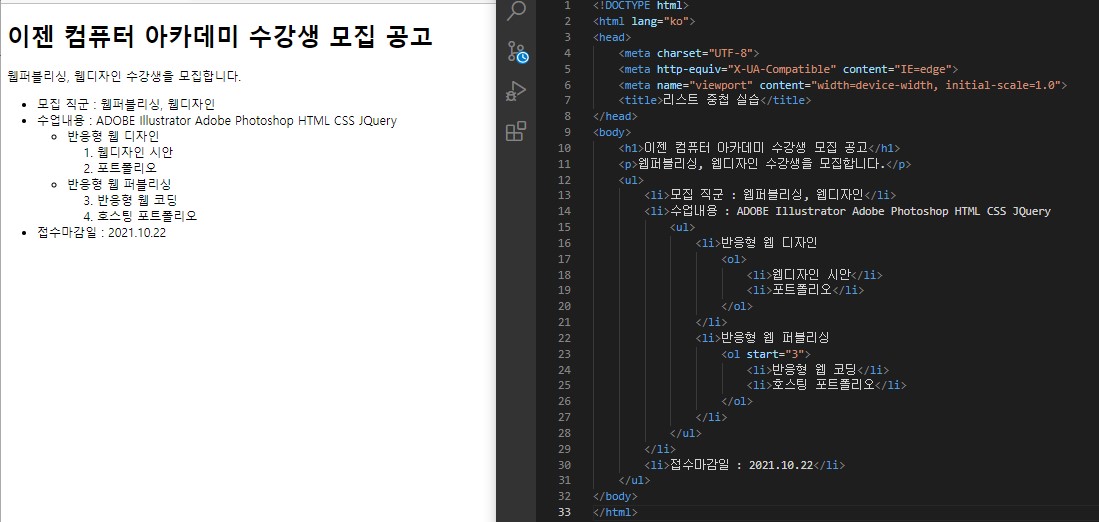 이젠 컴퓨터 아카데미 수강생 모집 공고
웹퍼블리싱, 웹디자인 수강생을 모집합니다.
• 모집 직군 : 웹퍼블리싱, 웹디자인
• 수업내용 : ADOBE Illustrator Adobe Photoshop HTML CSS JQuery
◦ 반응형 웹 디자인
1. 웹디자인 시안
2. 포트폴리오
◦ 반응형 웹 퍼블리싱
3. 반응형 웹 코딩
4. 호스팅 포트폴리오
• 접수마감일 : 2021.10.22
1 <!DOCTYPE html>
2 <html lang="ko">
3 <head>
4 <meta charset="UTF-8">
5 <meta http-equiv="X-UA-Compatible" content="IE=edge">
6 <meta name="viewport" content="width=device-width, initial-scale=1.0">
7 <title>리스트 중첩 실습</title>
8 </head>
9 <body>
10 <h1>이젠 컴퓨터 아카데미 수강생 모집 공고</h1>
11 <p>웹퍼블리싱, 웹디자인 수강생을 모집합니다.</p>
12 <ul>
13 <li>모집 직군 : 웹퍼블리싱, 웹디자인</li>
14 <li>수업내용 : ADOBE Illustrator Adobe Photoshop HTML CSS JQuery
15 <ul>
16 <li>반응형 웹 디자인
17 <ol>
18 <li>웹디자인 시안</li>
19 <li>포트폴리오</li>
20 </ol>
21 </li>
22 <li>반응형 웹 퍼블리싱
23 <ol start="3">
24 <li>반응형 웹 코딩</li>
25 <li>호스팅 포트폴리오</li>
26 </ol>
27 </li>
28 </ul>
29 </li>
30 <li>접수마감일 : 2021.10.22</li>
31 </ul>
32 </body>
33 </html>